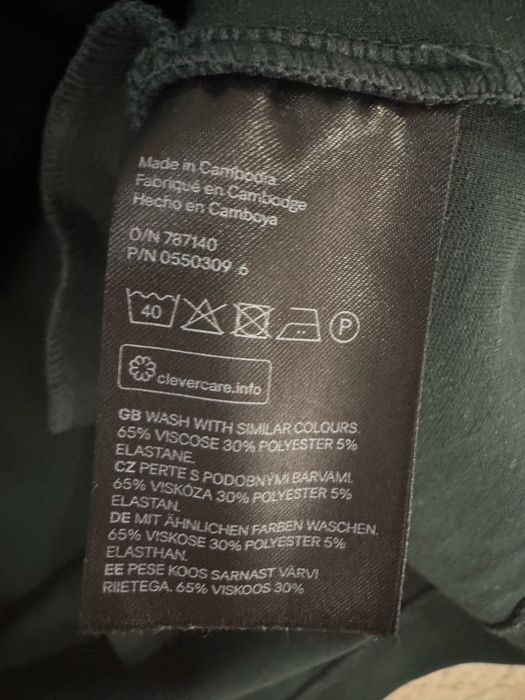 Made in Cambodia
Fabriqué en Cambodge
Hecho en Camboya
O/N 787140
P/N 0550309 6
40 P
clevercare.info
GB WASH WITH SIMILAR COLOURS.
65% VISCOSE 30% POLYESTER 5%
ELASTANE.
CZ PERTE S PODOBNÝMI BARVAMI.
65% VISKÓZA 30% POLYESTER 5%
ELASTAN.
DE MIT ÄHNLICHEN FARBEN WASCHEN.
65% VISKOSE 30% POLYESTER 5%
ELASTHAN.
EE PESE KOOS SARNAST VÄRVI
RIIETEGA. 65% VISKOOS 30%